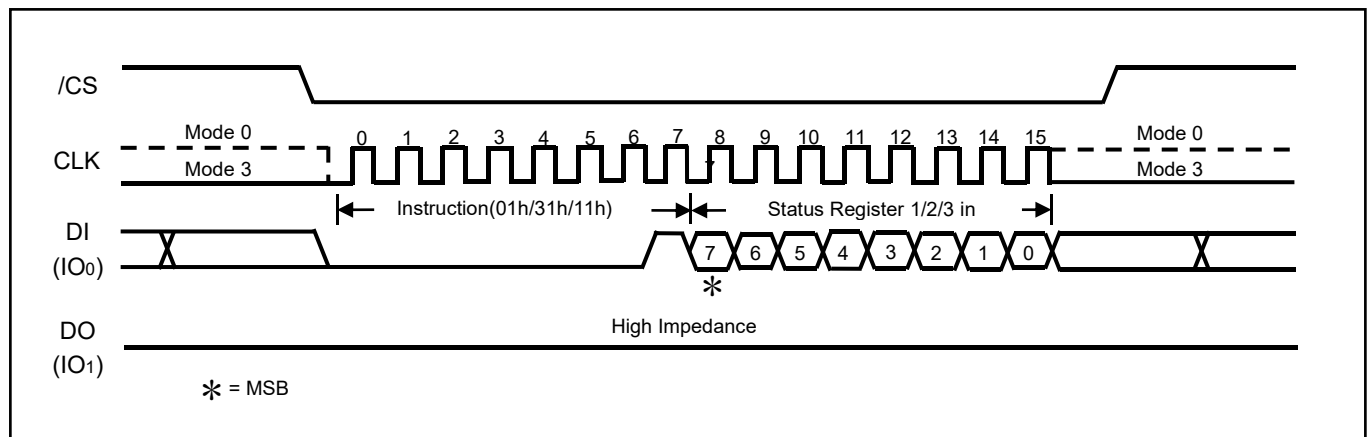 /CS
Mode 0
Mode 3
CLK
0 1 2 3 4 5 6 7 8 9 10 11 12 13 14 15
7
Mode 0
Mode 3
Instruction(01h/31h/11h)
Status Register 1/2/3 in
DI
(IO0)
7 6 5 4 3 2 1 0
*
DO
(IO1)
High Impedance
* = MSB